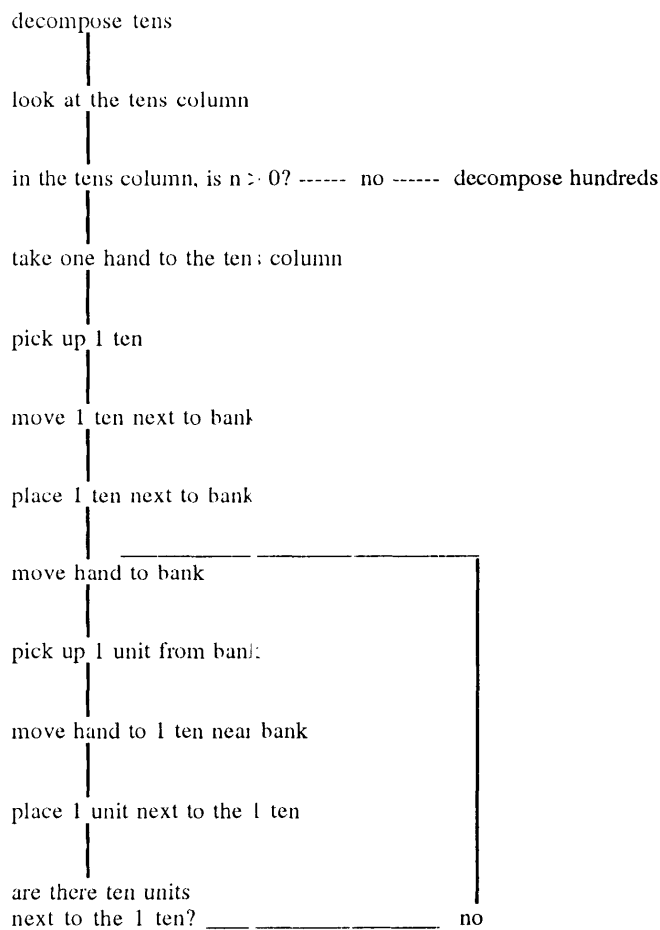 decompose tens
look at the tens column
in the tens column, is n > 0? ------ no ------ decompose hundreds
take one hand to the tens column
pick up 1 ten
move 1 ten next to bank
place 1 ten next to bank
move hand to bank
pick up 1 unit from bank
move hand to 1 ten near bank
place 1 unit next to the 1 ten
are there ten units
next to the 1 ten? no